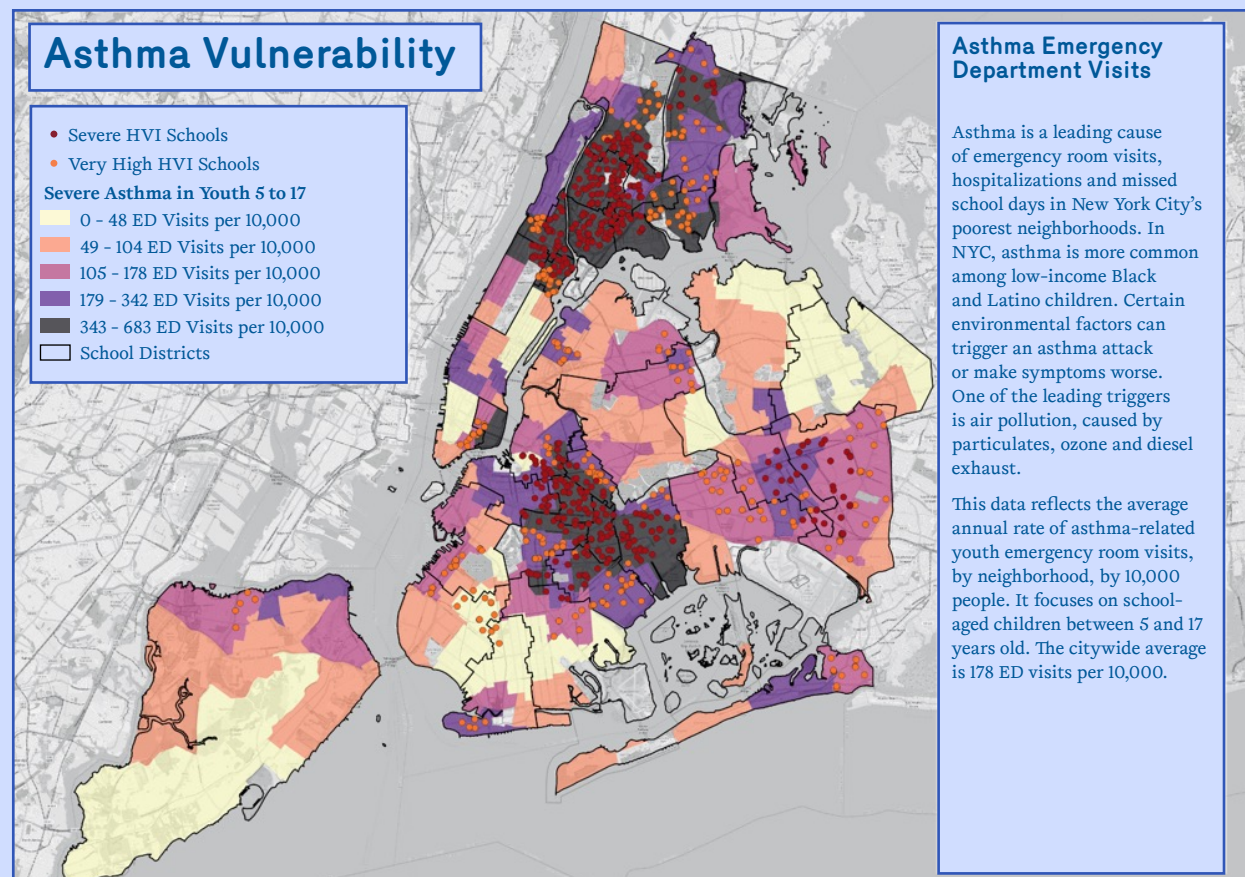 Asthma Vulnerability
Severe HVI Schools
Very High HVI Schools
Severe Asthma in Youth 5 to 17
0 - 48 ED Visits per 10,000
49 - 104 ED Visits per 10,000
105 - 178 ED Visits per 10,000
179 - 342 ED Visits per 10,000
343 - 683 ED Visits per 10,000
School Districts
Asthma Emergency
Department Visits
Asthma is a leading cause
of emergency room visits,
hospitalizations and missed
school days in New York City’s
poorest neighborhoods. In
NYC, asthma is more common
among low-income Black
and Latino children. Certain
environmental factors can
trigger an asthma attack
or make symptoms worse.
One of the leading triggers
is air pollution, caused by
particulates, ozone and diesel
exhaust.
This data reflects the average
annual rate of asthma-related
youth emergency room visits,
by neighborhood, by 10,000
people. It focuses on school-
aged children between 5 and 17
years old. The citywide average
is 178 ED visits per 10,000.